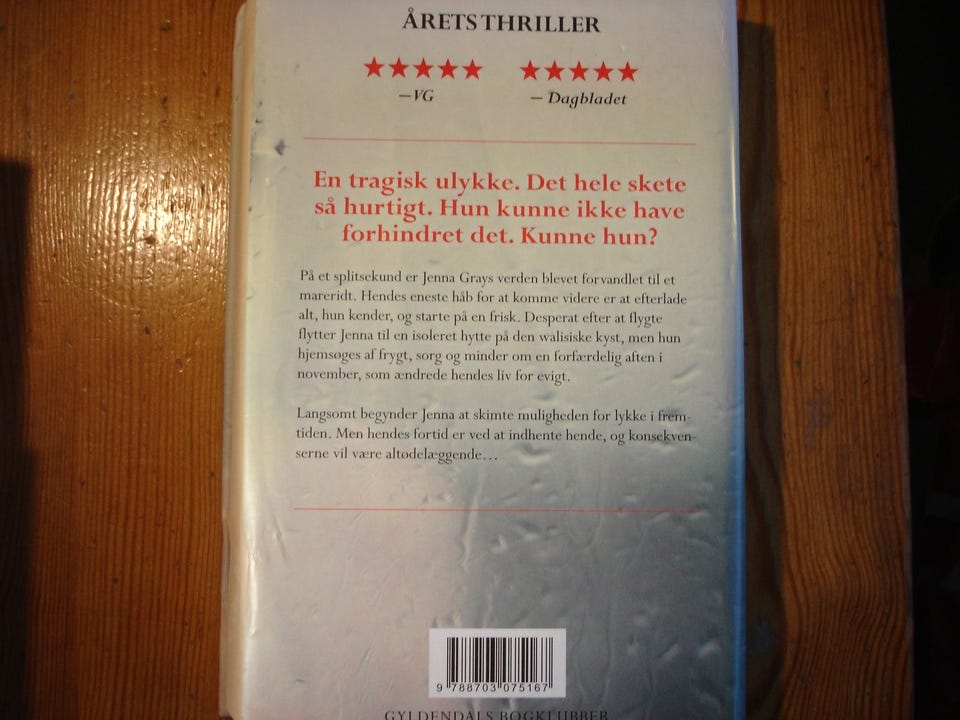 ÅRETS THRILLER
★★★★★ ★★★★★
—VG — Dagbladet
En tragisk ulykke. Det hele skete
så hurtigt. Hun kunne ikke have
forhindret det. Kunne hun?
På et splitsekund er Jenna Grays verden blevet forvandlet til et
mareridt. Hendes eneste håb for at komme videre er at efterlade
alt, hun kender, og starte på en frisk. Desperat efter at flygte
flytter Jenna til en isoleret hytte på den walisiske kyst, men hun
hjemsøges af frygt, sorg og minder om en forfærdelig aften i
november, som ændrede hendes liv for evigt.
Langsomt begynder Jenna at skimte muligheden for lykke i frem-
tiden. Men hendes fortid er ved at indhente hende, og konsekven-
serne vil være altødelæggende…
9 788703 075167
GYLDENDALS BOGKLUBBER